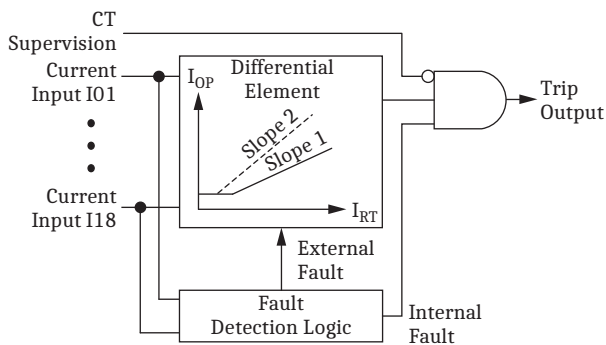 CT
Supervision
Current
Input I01
Current
Input I18
Differential
Element
I_OP
Slope 2
Slope 1
I_RT
Trip
Output
External
Fault
Fault
Detection Logic
Internal
Fault